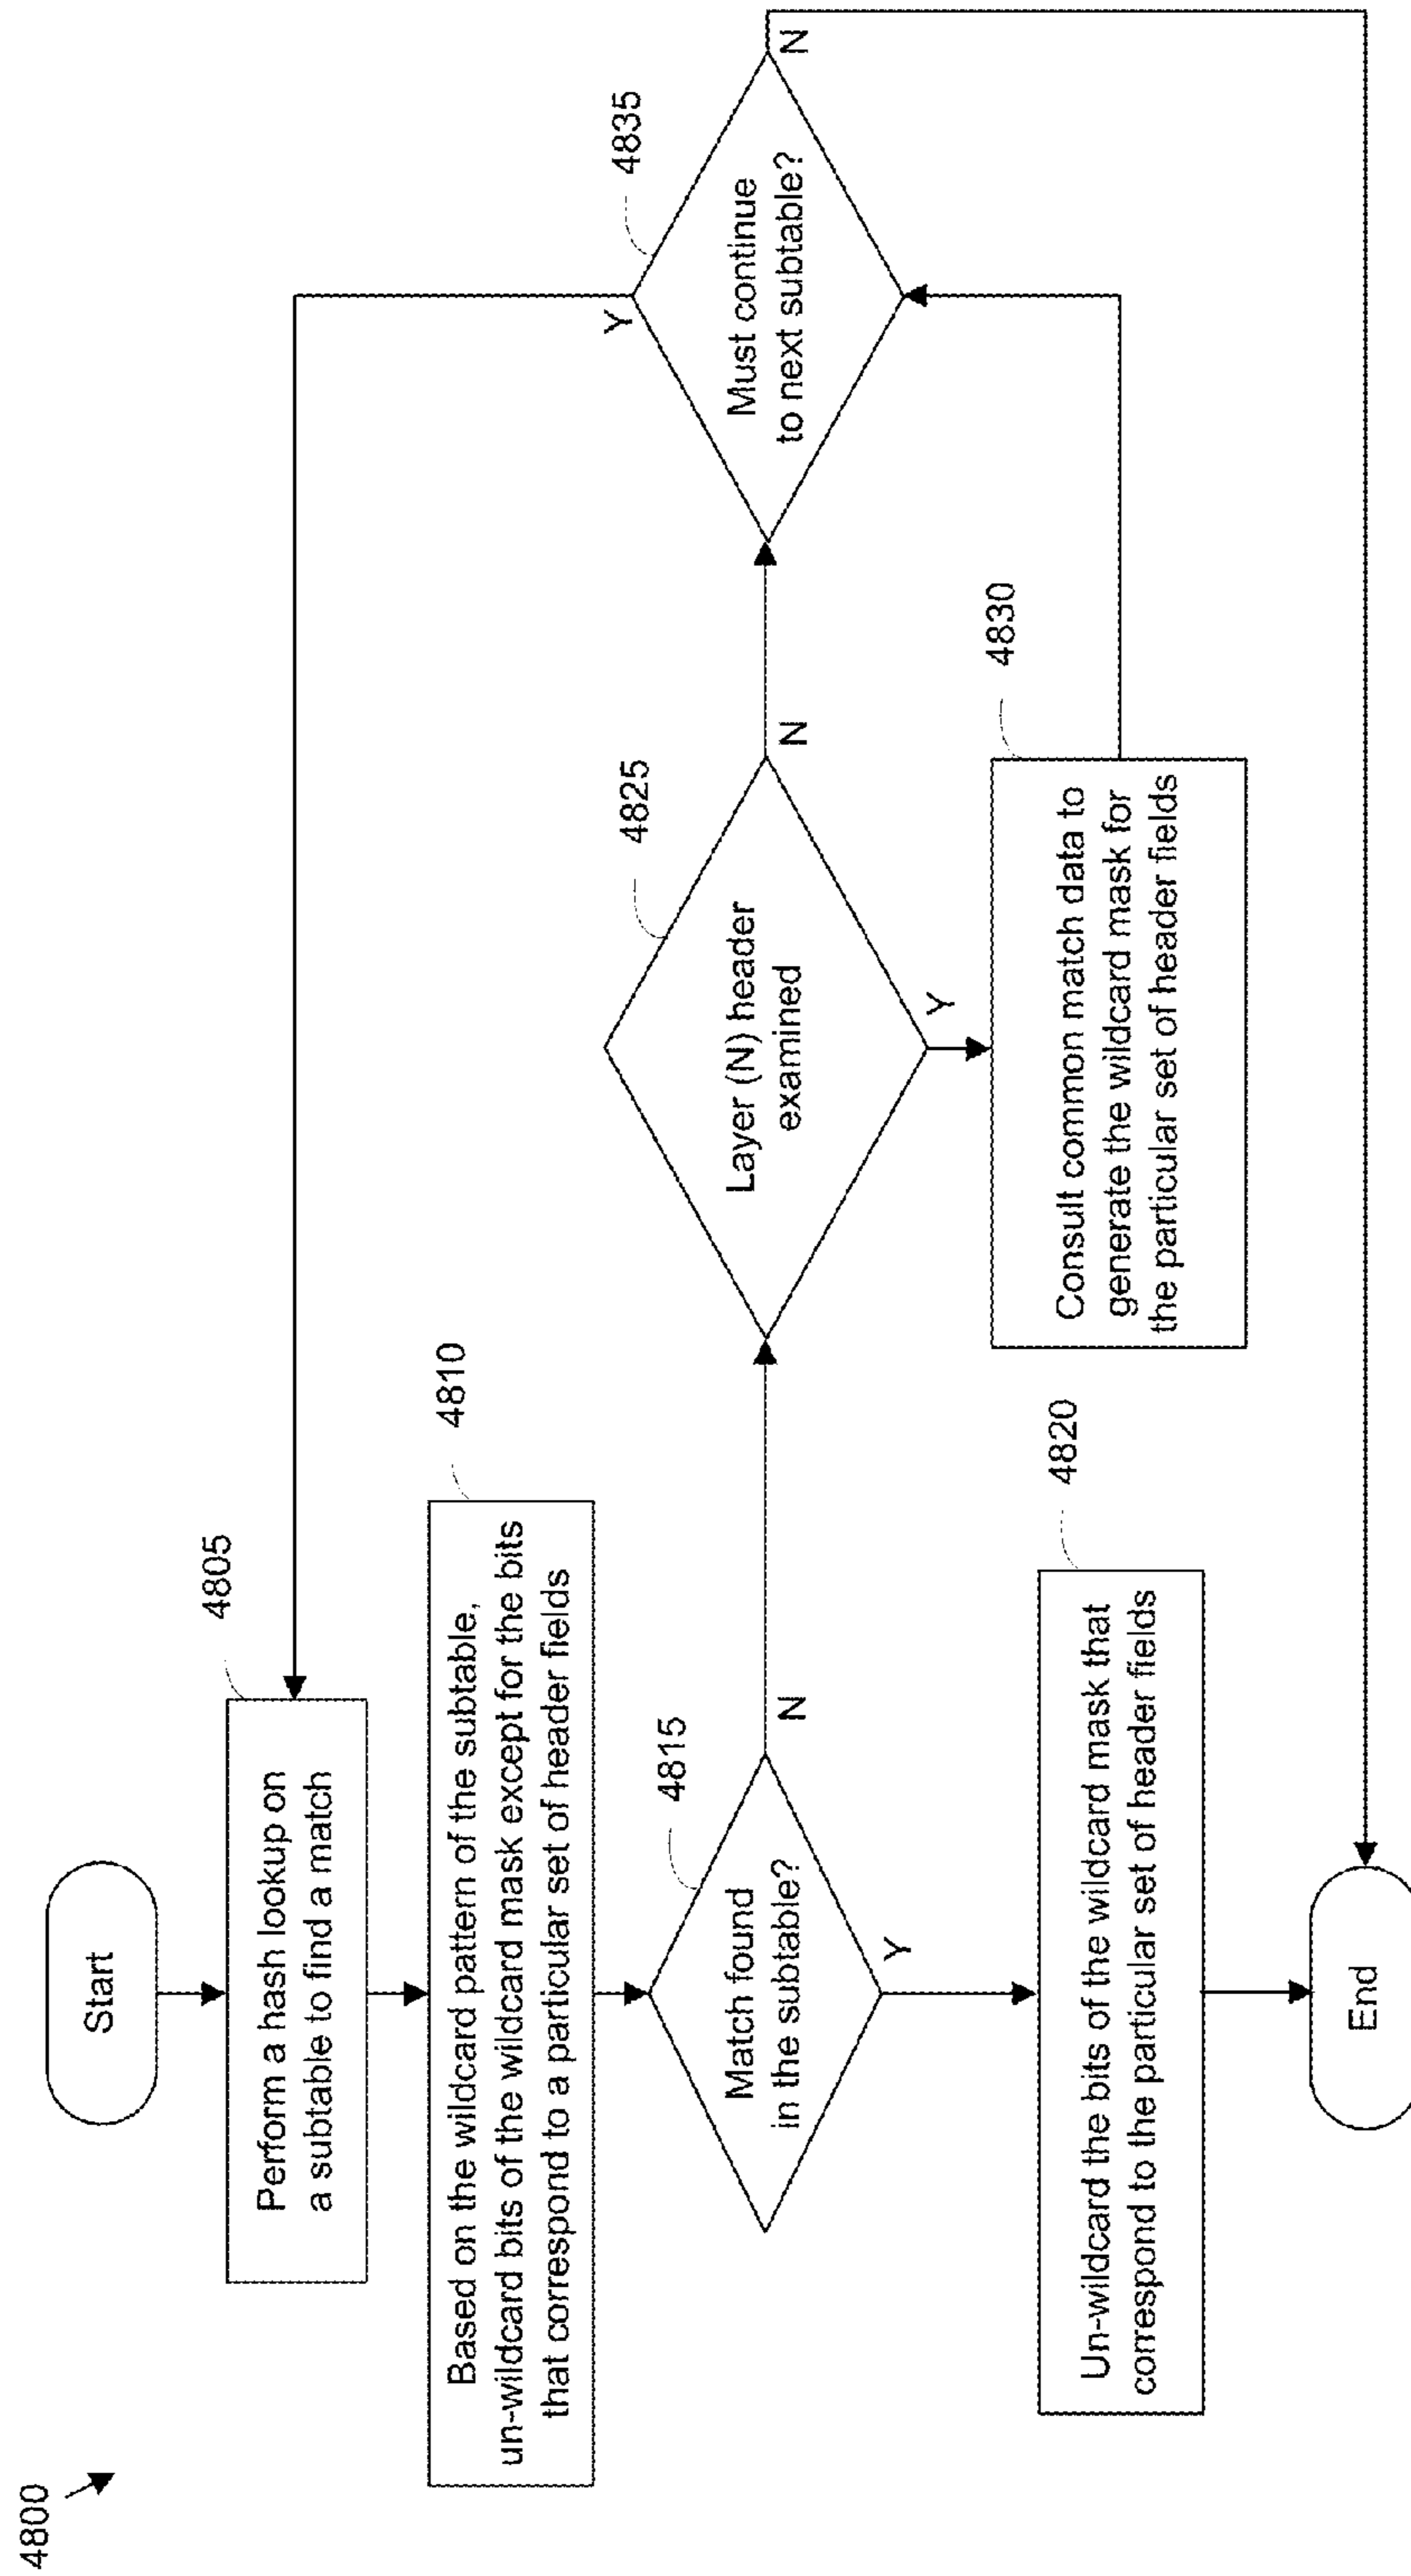 4800
Start
4805
Perform a hash lookup on
a subtable to find a match
4810
Based on the wildcard pattern of the subtable,
un-wildcard bits of the wildcard mask except for the bits
that correspond to a particular set of header fields
4815
Match found
in the subtable?
N
Y
4820
Un-wildcard the bits of the wildcard mask that
correspond to the particular set of header fields
End
4825
Layer (N) header
examined
N
Y
4830
Consult common match data to
generate the wildcard mask for
the particular set of header fields
4835
Must continue
to next subtable?
Y
N